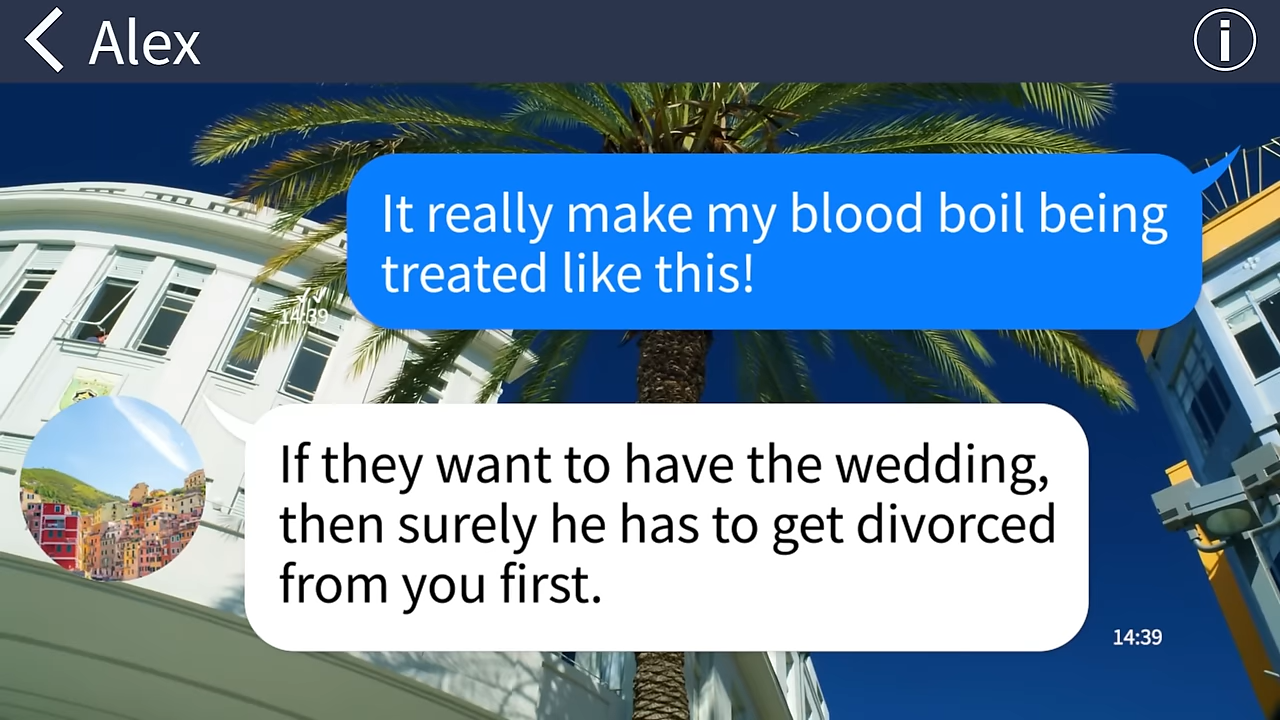 Alex
It really make my blood boil being
treated like this!
14:39
If they want to have the wedding,
then surely he has to get divorced
from you first.
14:39